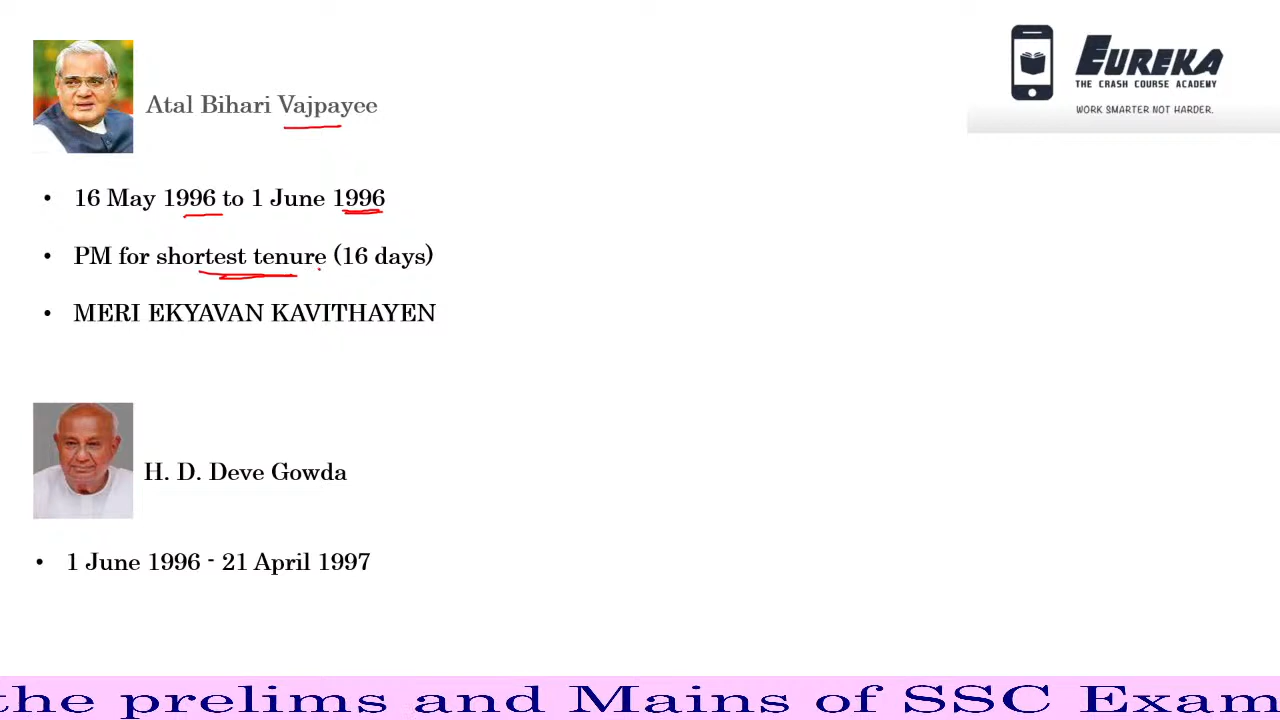 EUREKA
THE CRASH COURSE ACADEMY
WORK SMARTER NOT HARDER.
Atal Bihari Vajpayee
• 16 May 1996 to 1 June 1996
• PM for shortest tenure (16 days)
• MERI EKYAVAN KAVITHAYEN
H. D. Deve Gowda
• 1 June 1996 - 21 April 1997
the prelims and Mains of SSC Exam